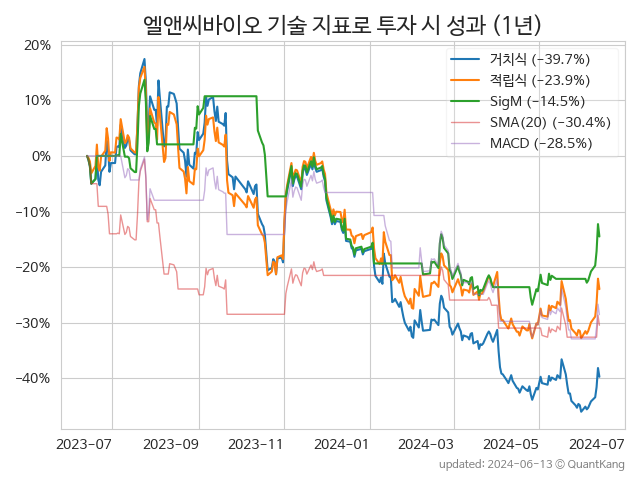 엘앤씨바이오 기술 지표로 투자 시 성과 (1년)
20%
10%
0%
−10%
−20%
−30%
−40%
거치식 (−39.7%)
적립식 (−23.9%)
SigM (−14.5%)
SMA(20) (−30.4%)
MACD (−28.5%)
2023-07 2023-09 2023-11 2024-01 2024-03 2024-05 2024-07
updated: 2024-06-13 © QuantKang